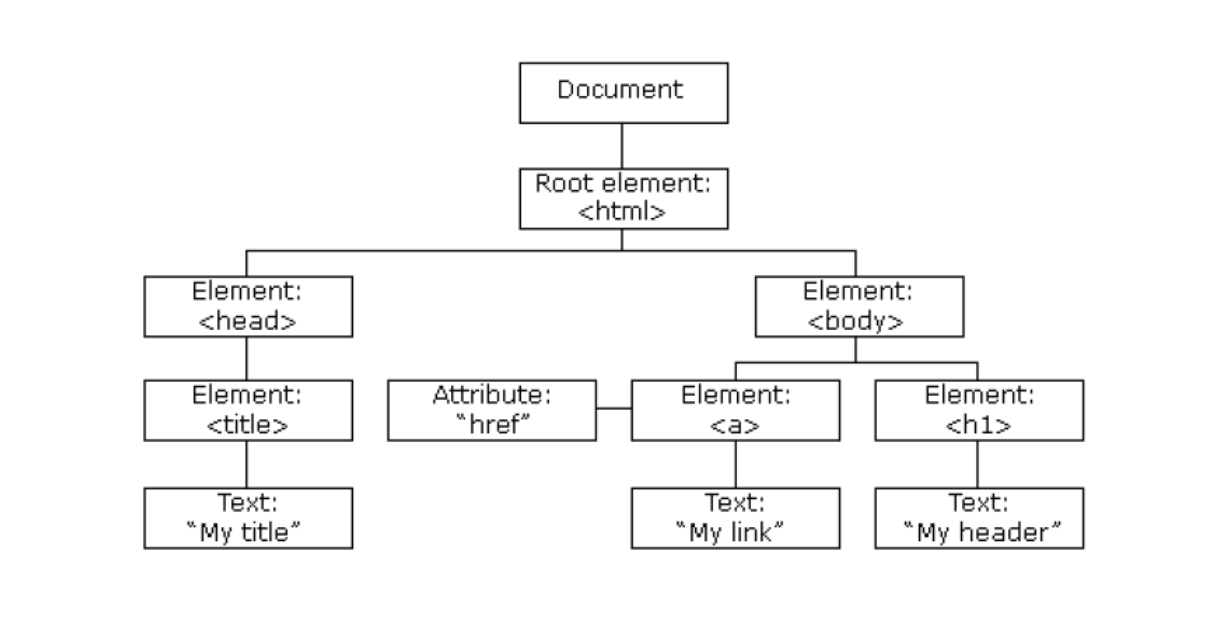 Document
Root element:
<html>
Element:
<head>
Element:
<body>
Element:
<title>
Attribute:
“href”
Element:
<a>
Element:
<h1>
Text:
“My title”
Text:
“My link”
Text:
“My header”